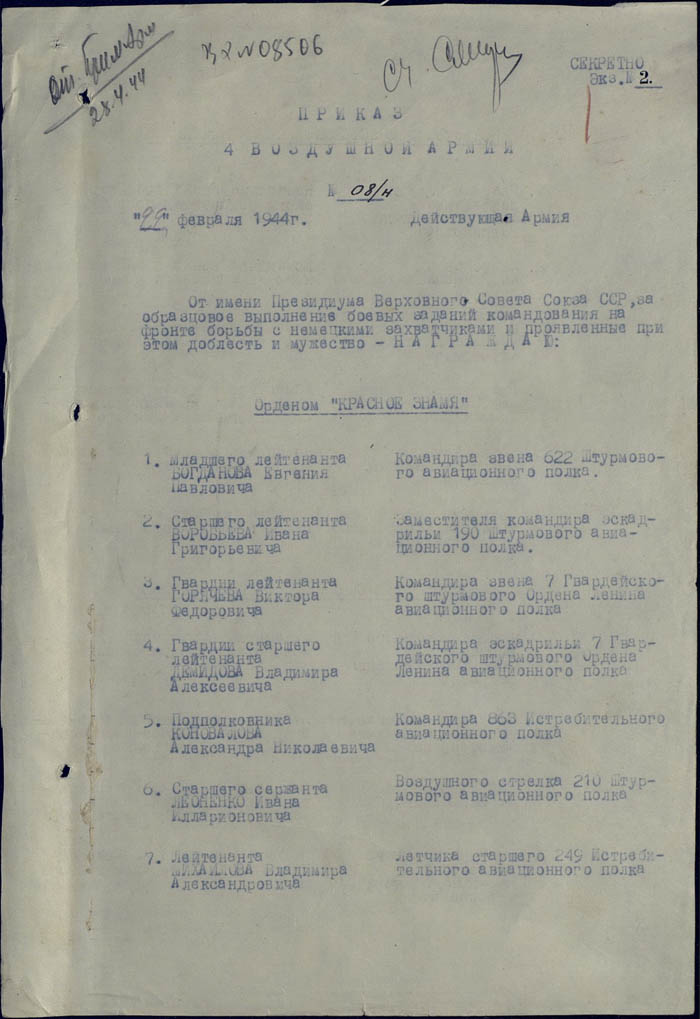 28.4.44
вх №08506
СЕКРЕТНО
Экз.№ 2.
ПРИКАЗ
4 ВОЗДУШНОЙ АРМИИ
№ 08/н
"22" февраля 1944г. Действующая Армия
От имени Президиума Верховного Совета Союза ССР, за
образцовое выполнение боевых заданий командования на
фронте борьбы с немецкими захватчиками и проявленные при
этом доблесть и мужество - НАГРАЖДАЮ:
Орденом "КРАСНОЕ ЗНАМЯ"
1. Младшего лейтенанта
БОГДАНОВА Евгения
Павловича
Командира звена 622 Штурмово-
го авиационного полка.
2. Старшего лейтенанта
ВОРОБЬЕВА Ивана
Григорьевича
Заместителя командира эскад-
рильи 190 штурмового авиа-
ционного полка.
3. Гвардии лейтенанта
ГОРЯЧЕВА Виктора
Федоровича
Командира звена 7 Гвардейско-
го штурмового Ордена Ленина
авиационного полка
4. Гвардии старшего
лейтенанта
ДЕМИДОВА Владимира
Алексеевича
Командира эскадрильи 7 Гвар-
дейского штурмового Ордена
Ленина авиационного полка
5. Подполковника
КОНОВАЛОВА
Александра Николаевича
Командира 863 Истребительного
авиационного полка
6. Старшего сержанта
ЛЕОНЕНКО Ивана
Илларионовича
Воздушного стрелка 210 Штур-
мового авиационного полка
7. Лейтенанта
МИХАЙЛОВА Владимира
Александровича
Летчика старшего 249 Истреби-
тельного авиационного полка